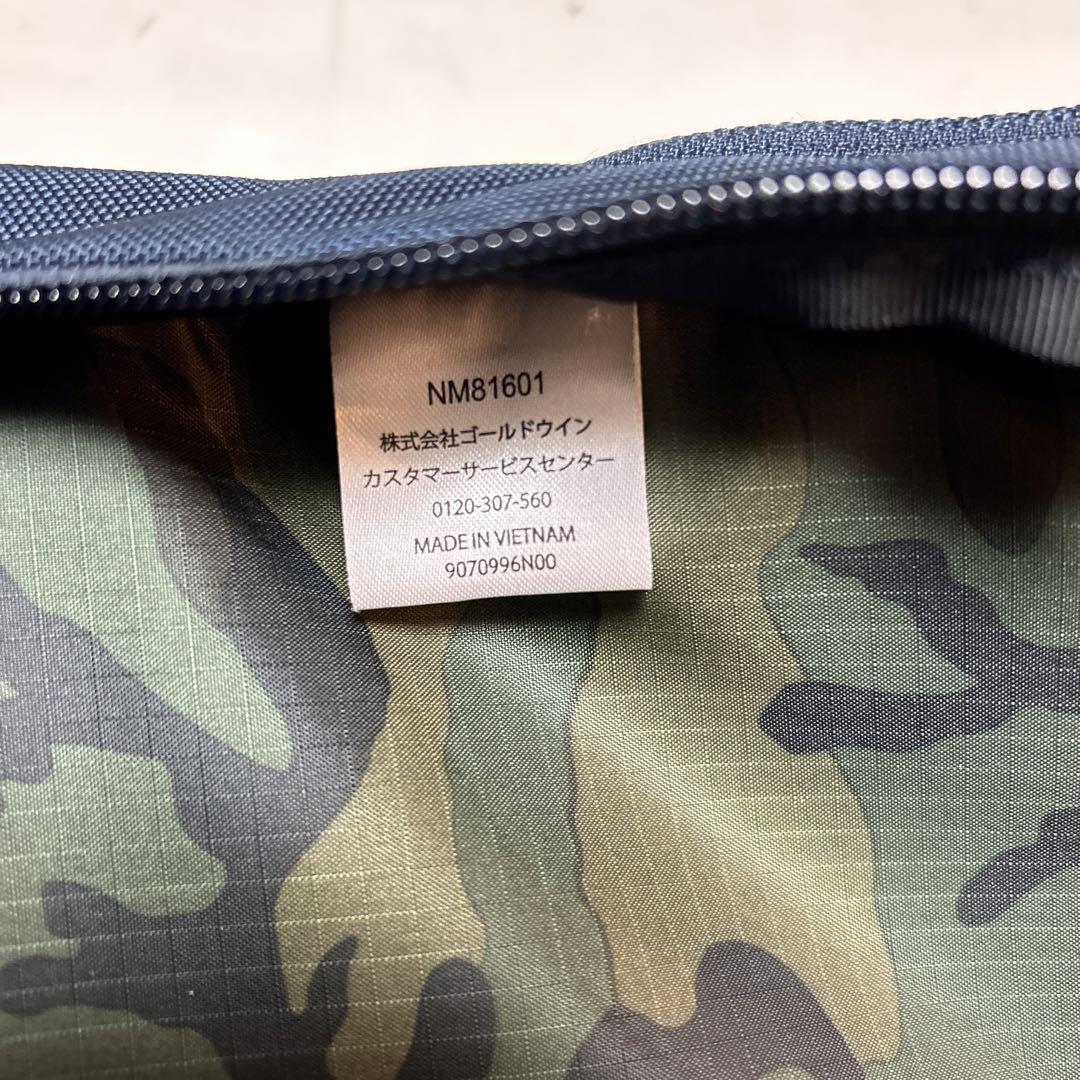 NM81601
株式会社ゴールドウイン
カスタマーサービスセンター
0120-307-560
MADE IN VIETNAM
9070996N00